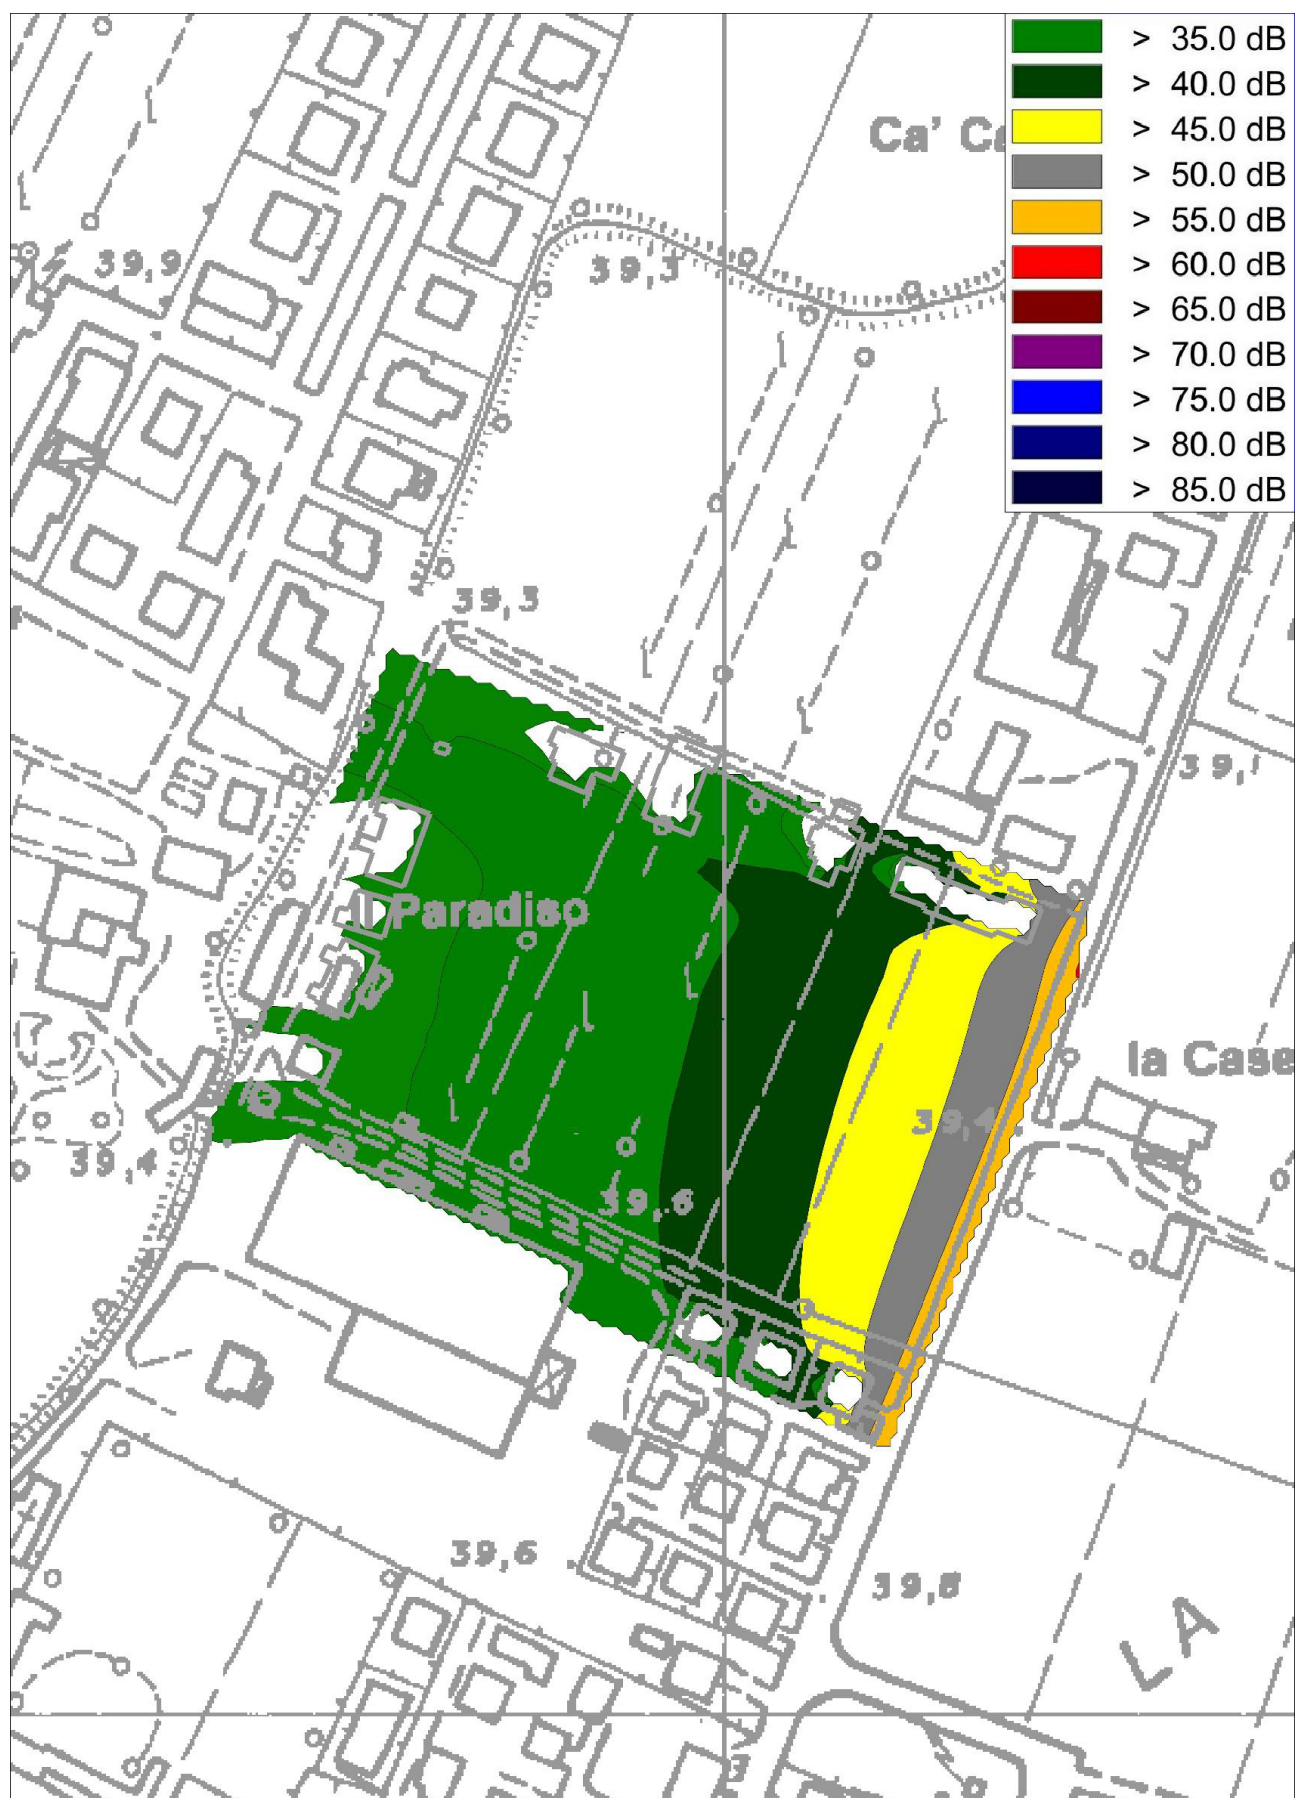 > 35.0 dB
> 40.0 dB
> 45.0 dB
> 50.0 dB
> 55.0 dB
> 60.0 dB
> 65.0 dB
> 70.0 dB
> 75.0 dB
> 80.0 dB
> 85.0 dB
Ca' Ca
39,9
39,3
39,3
39,
Il Paradiso
la Case
39,4
39,4
39,6
39,6
39,8
LA